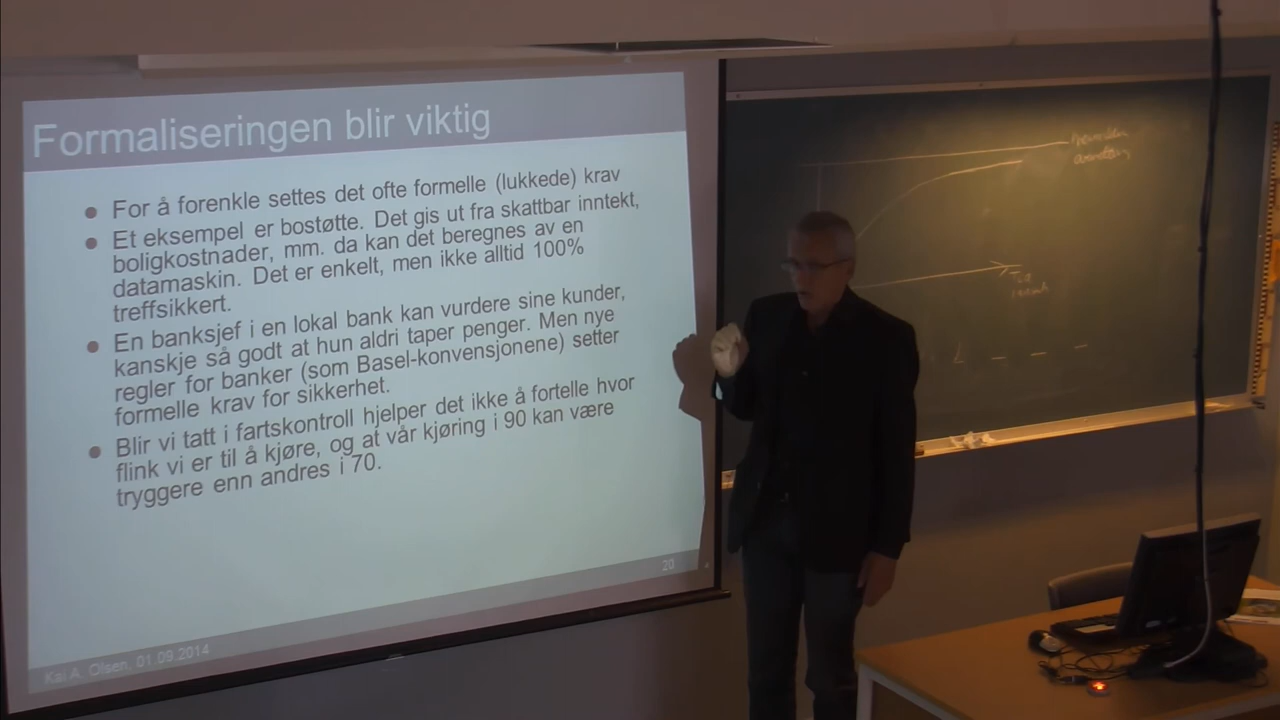 Formaliseringen blir viktig
For å forenkle settes det ofte formelle (lukkede) krav
Et eksempel er bostøtte. Det gis ut fra skattbar inntekt,
boligkostnader, mm. da kan det beregnes av en
datamaskin. Det er enkelt, men ikke alltid 100%
treffsikkert.
En banksjef i en lokal bank kan vurdere sine kunder,
kanskje så godt at hun aldri taper penger. Men nye
regler for banker (som Basel-konvensjonene) setter
formelle krav for sikkerhet.
Blir vi tatt i fartskontroll hjelper det ikke å fortelle hvor
flink vi er til å kjøre, og at vår kjøring i 90 kan være
tryggere enn andres i 70.
20
Kai A. Olsen, 01.09.2014